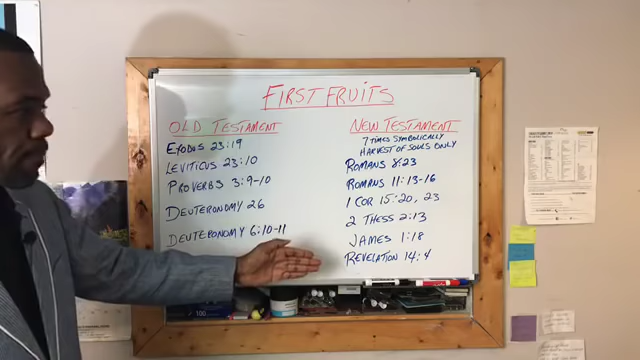 FIRST FRUITS
OLD TESTAMENT
EXODUS 23:19
LEVITICUS 23:10
PROVERBS 3:9-10
DEUTERONOMY 26
DEUTERONOMY 6:10-11
NEW TESTAMENT
7 TIMES SYMBOLICALLY
HARVEST OF SOULS ONLY
ROMANS 8:23
ROMANS 11:13-16
1 COR 15:20, 23
2 THESS 2:13
JAMES 1:18
REVELATION 14:4
100